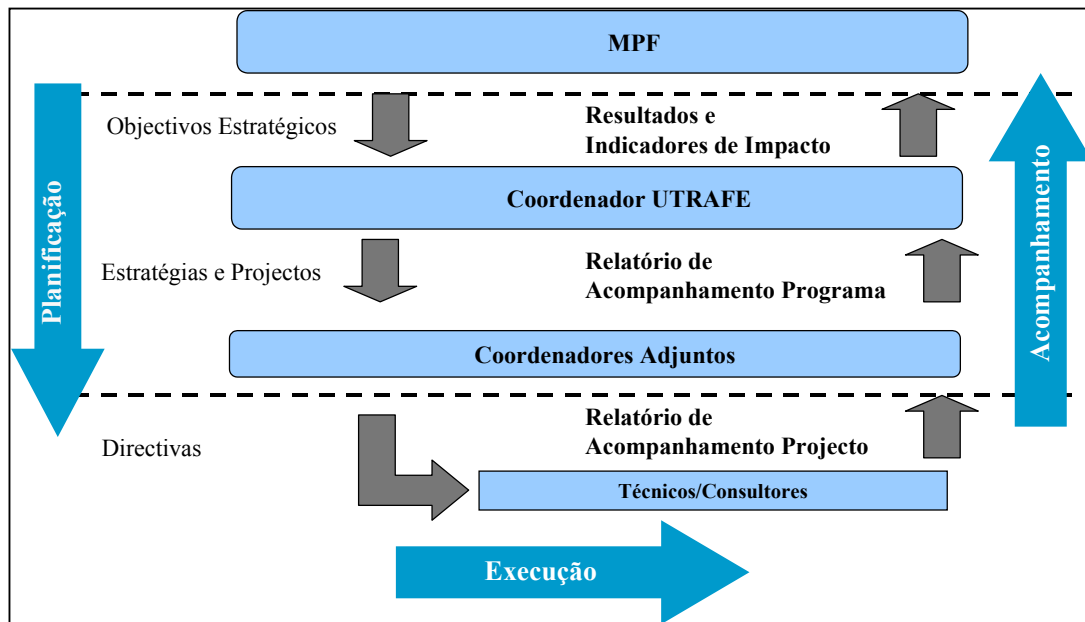 MPF
Objectivos Estratégicos
Resultados e
Indicadores de Impacto
Planificação
Coordenador UTRAFE
Acompanhamento
Estratégias e Projectos
Relatório de
Acompanhamento Programa
Coordenadores Adjuntos
Directivas
Relatório de
Acompanhamento Projecto
Técnicos/Consultores
Execução